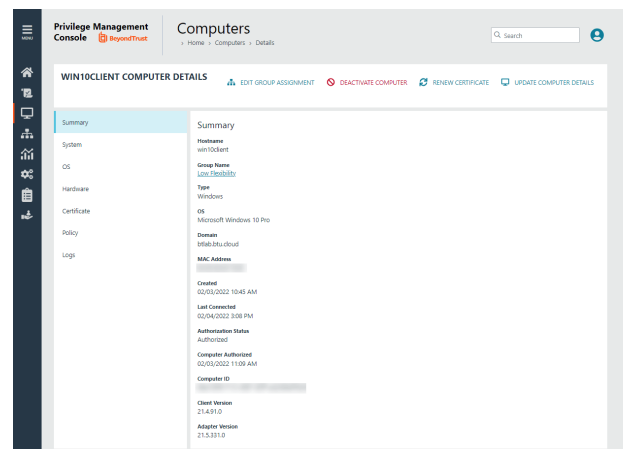 MENU
Privilege Management
Console BeyondTrust
Computers
› Home › Computers › Details
Search
WIN10CLIENT COMPUTER DETAILS
EDIT GROUP ASSIGNMENT
DEACTIVATE COMPUTER
RENEW CERTIFICATE
UPDATE COMPUTER DETAILS
Summary
System
OS
Hardware
Certificate
Policy
Logs
Summary
Hostname
win10client
Group Name
Low Flexibility
Type
Windows
OS
Microsoft Windows 10 Pro
Domain
btlab.btu.cloud
MAC Address
Created
02/03/2022 10:45 AM
Last Connected
02/04/2022 3:08 PM
Authorization Status
Authorized
Computer Authorized
02/03/2022 11:09 AM
Computer ID
Client Version
21.4.91.0
Adapter Version
21.5.331.0